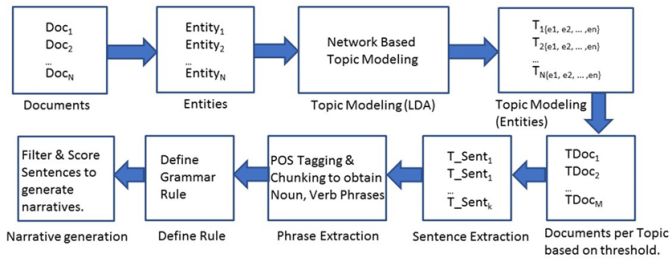 Doc1
Doc2
...
DocN
Documents
Entity1
Entity2
...
EntityN
Entities
Network Based
Topic Modeling
Topic Modeling (LDA)
T1{e1, e2, ... ,en}
T2{e1, e2, ... ,en}
...
TN{e1, e2, ... ,en}
Topic Modeling
(Entities)
Filter & Score
Sentences to
generate
narratives.
Narrative generation
Define
Grammar
Rule
Define Rule
POS Tagging &
Chunking to obtain
Noun, Verb Phrases
Phrase Extraction
T_Sent1
T_Sent1
...
T_Sentk
Sentence Extraction
TDoc1
TDoc2
...
TDocM
Documents per Topic
based on threshold.